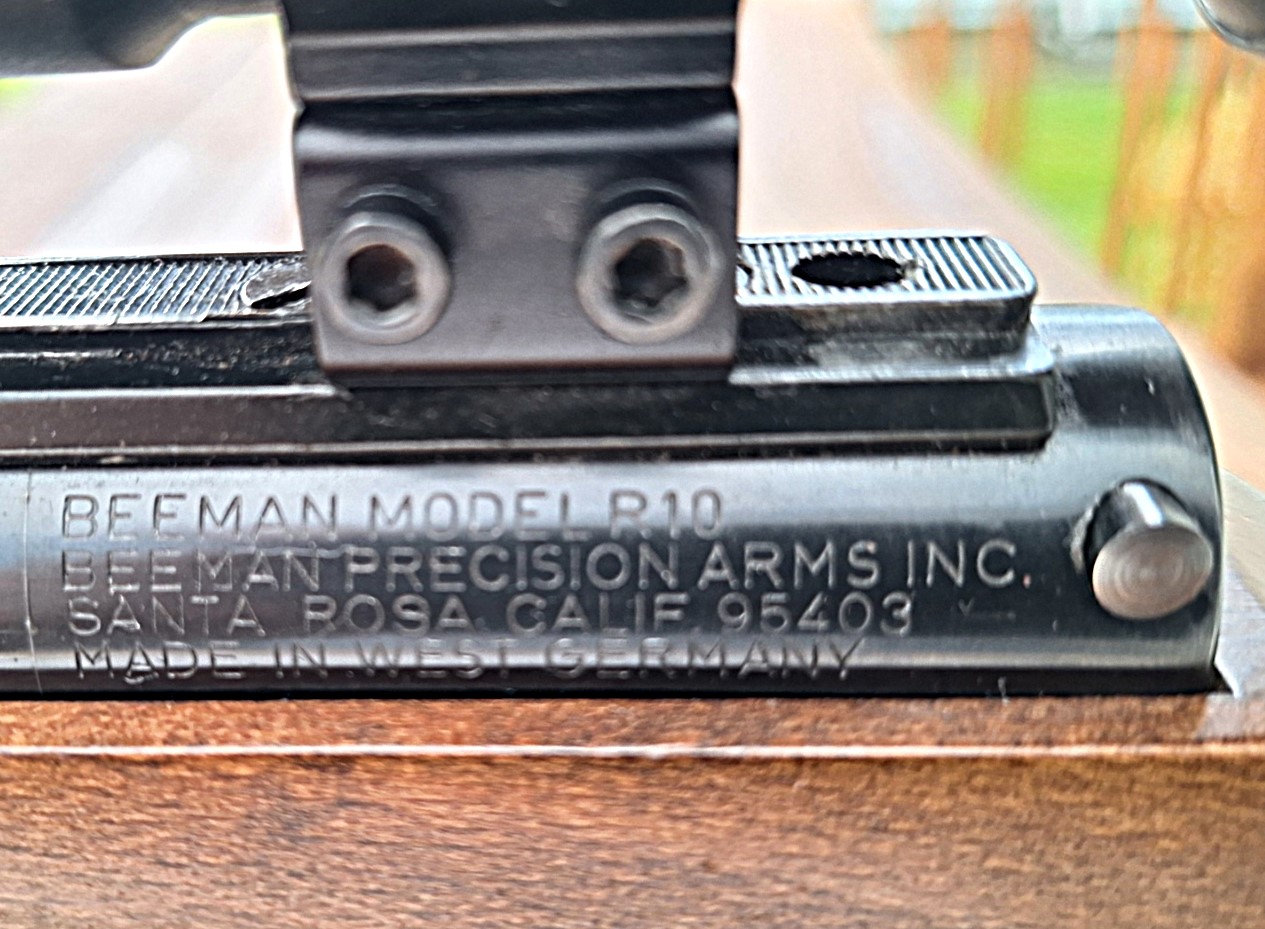 BEEMAN MODEL R10
BEEMAN PRECISION ARMS INC.
SANTA ROSA, CALIF. 95403
MADE IN WEST GERMANY